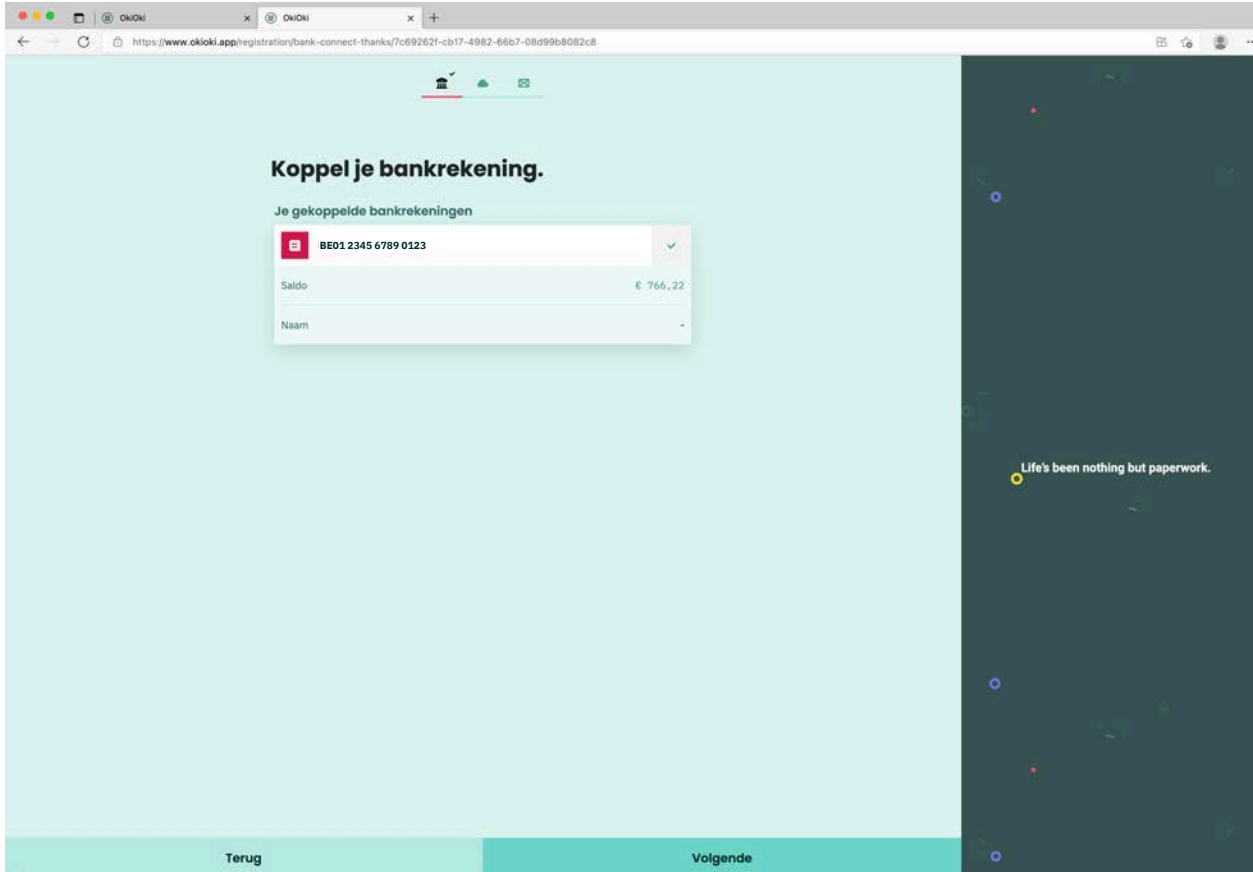 OkiOki
OkiOki
https://www.okioki.app/registration/bank-connect-thanks/7c69262f-cb17-4982-66b7-08d99b8082c8
Koppel je bankrekening.
Je gekoppelde bankrekeningen
BE01 2345 6789 0123
Saldo € 766,22
Naam -
Life's been nothing but paperwork.
Terug Volgende